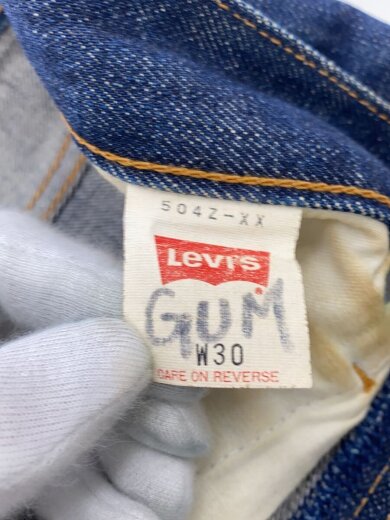 504Z-XX
Levi's
GUM
W30
CARE ON REVERSE